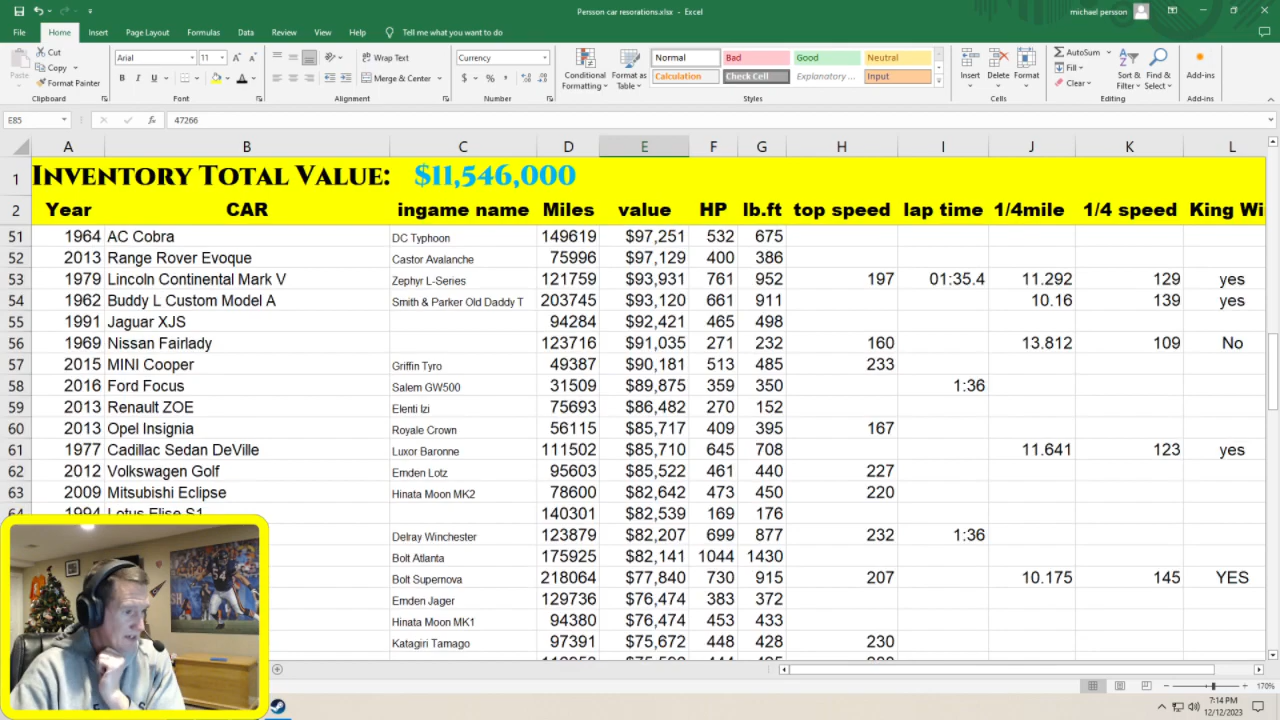 Persson car resorations.xlsx - Excel
michael persson
File Home Insert Page Layout Formulas Data Review View Help Tell me what you want to do
Paste Cut Copy Format Painter
Arial 11
Wrap Text
Merge & Center
Currency
Conditional Formatting Format as Table
Normal Bad Good Neutral
Calculation Check Cell Explanatory ... Input
Insert Delete Format
AutoSum Fill Clear
Sort & Filter Find & Select
Add-ins
Clipboard Font Alignment Number Styles Cells Editing Add-ins
E85 fx 47266
A B C D E F G H I J K L
1 Inventory Total Value: $11,546,000
2 Year CAR ingame name Miles value HP lb.ft top speed lap time 1/4mile 1/4 speed King Wi
51 1964 AC Cobra DC Typhoon 149619 $97,251 532 675
52 2013 Range Rover Evoque Castor Avalanche 75996 $97,129 400 386
53 1979 Lincoln Continental Mark V Zephyr L-Series 121759 $93,931 761 952 197 01:35.4 11.292 129 yes
54 1962 Buddy L Custom Model A Smith & Parker Old Daddy T 203745 $93,120 661 911 10.16 139 yes
55 1991 Jaguar XJS 94284 $92,421 465 498
56 1969 Nissan Fairlady 123716 $91,035 271 232 160 13.812 109 No
57 2015 MINI Cooper Griffin Tyro 49387 $90,181 513 485 233
58 2016 Ford Focus Salem GW500 31509 $89,875 359 350 1:36
59 2013 Renault ZOE Elenti Izi 75693 $86,482 270 152
60 2013 Opel Insignia Royale Crown 56115 $85,717 409 395 167
61 1977 Cadillac Sedan DeVille Luxor Baronne 111502 $85,710 645 708 11.641 123 yes
62 2012 Volkswagen Golf Emden Lotz 95603 $85,522 461 440 227
63 2009 Mitsubishi Eclipse Hinata Moon MK2 78600 $82,642 473 450 220
64 1994 Lotus Elise S1 140301 $82,539 169 176
Delray Winchester 123879 $82,207 699 877 232 1:36
Bolt Atlanta 175925 $82,141 1044 1430
Bolt Supernova 218064 $77,840 730 915 207 10.175 145 YES
Emden Jager 129736 $76,474 383 372
Hinata Moon MK1 94380 $76,474 453 433
Katagiri Tamago 97391 $75,672 448 428 230
34
170%
7:14 PM
12/12/2023